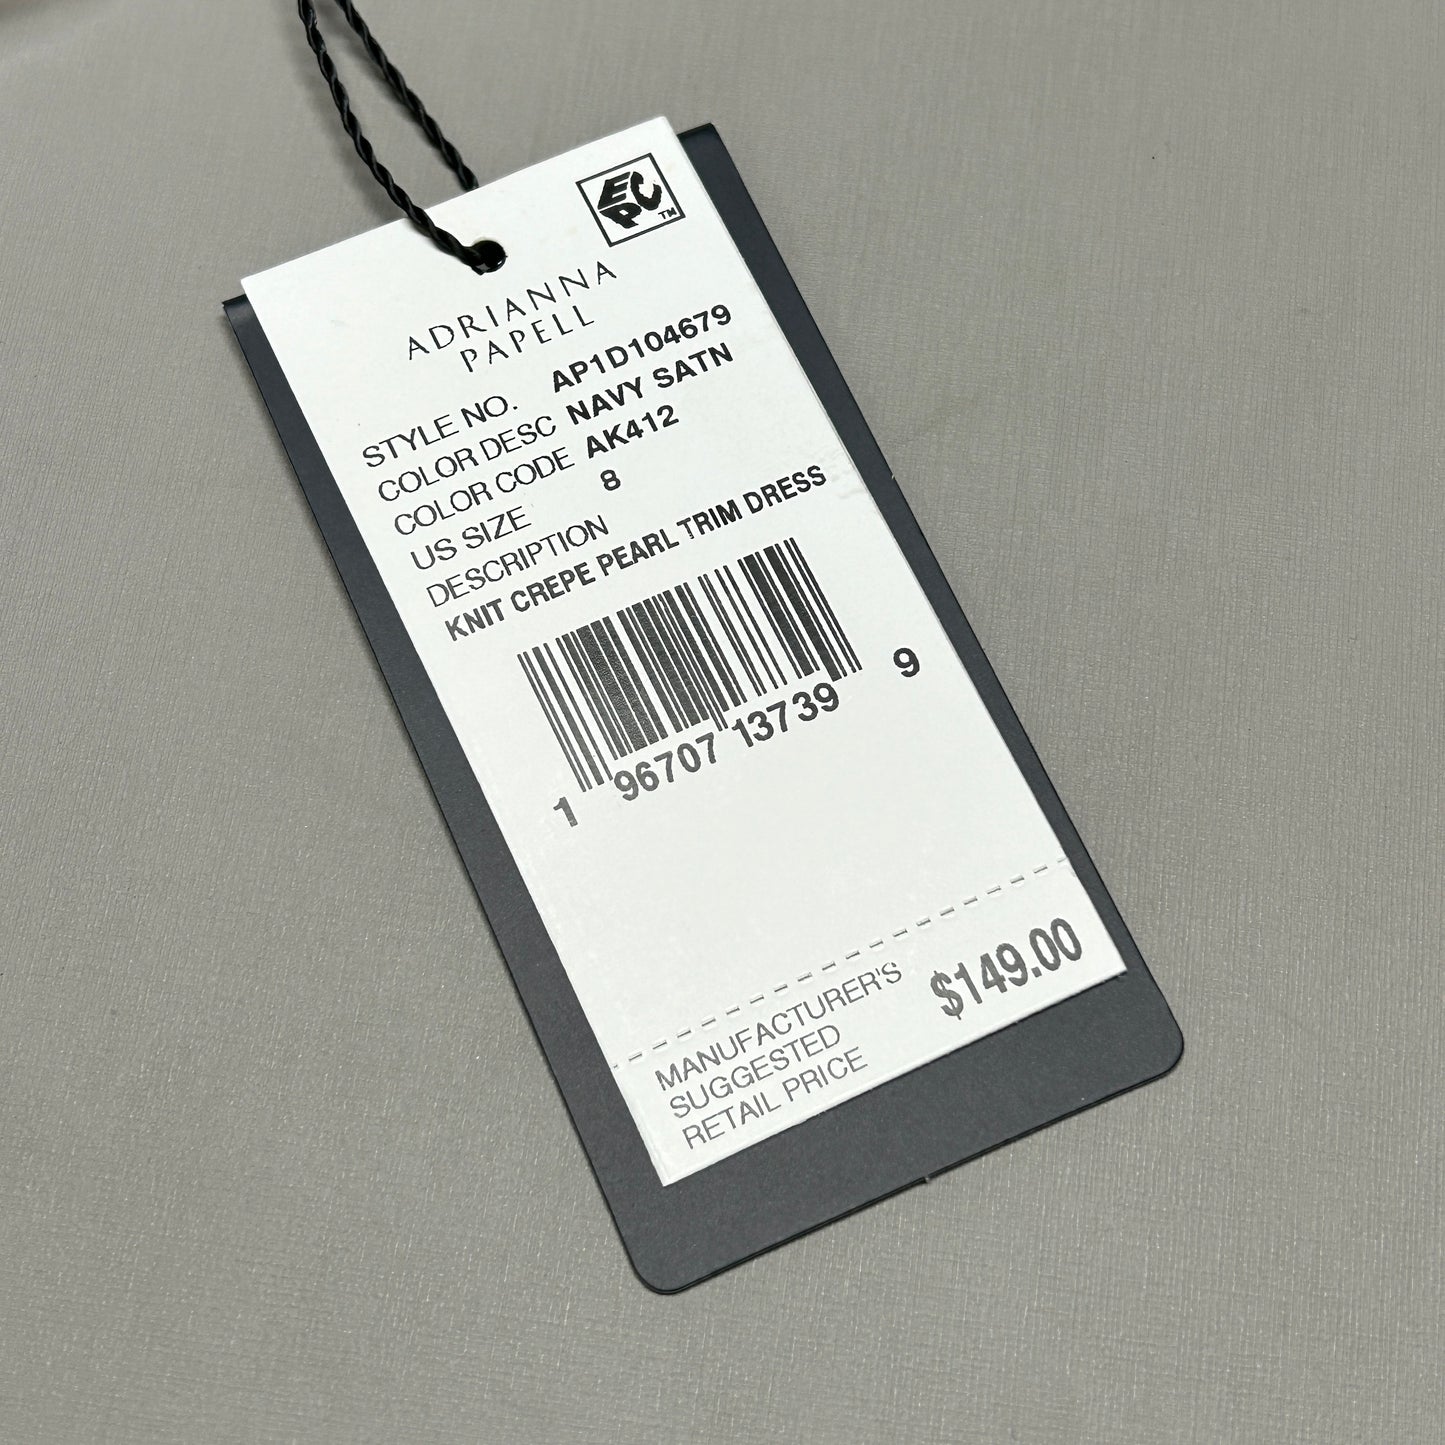 EPC™
ADRIANNA
PAPELL
STYLE NO. AP1D104679
COLOR DESC NAVY SATN
COLOR CODE AK412
US SIZE 8
DESCRIPTION
KNIT CREPE PEARL TRIM DRESS
1 96707 13739 9
MANUFACTURER'S
SUGGESTED
RETAIL PRICE
$149.00